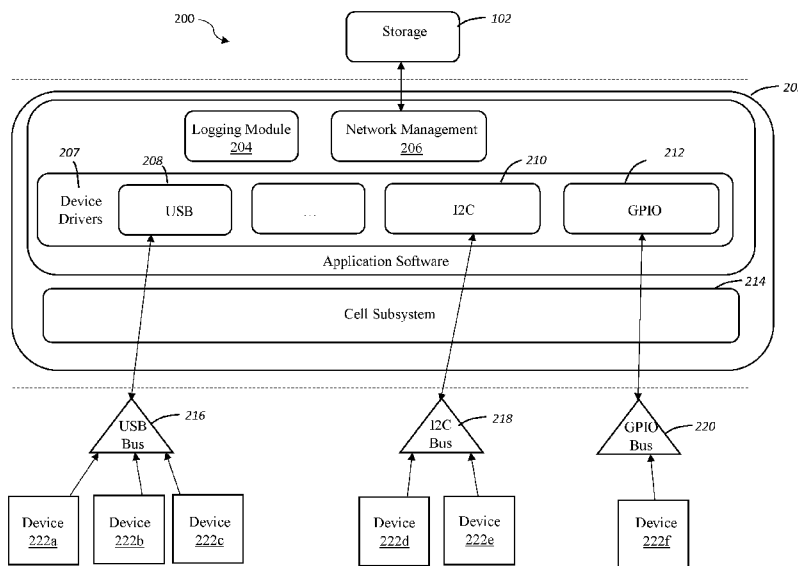 200
Storage
102
20
Logging Module
204
Network Management
206
207
208
210
212
Device
Drivers
USB
...
I2C
GPIO
Application Software
214
Cell Subsystem
USB
Bus
216
I2C
Bus
218
GPIO
Bus
220
Device
222a
Device
222b
Device
222c
Device
222d
Device
222e
Device
222f